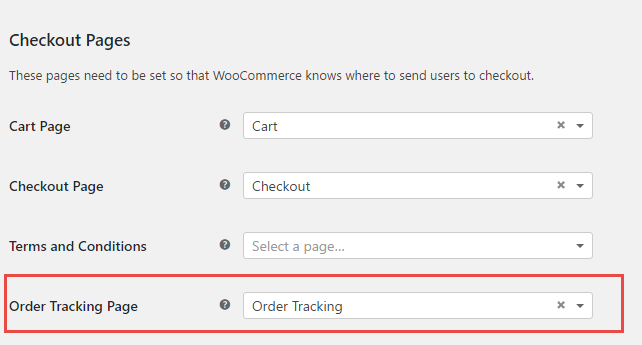 Checkout Pages
These pages need to be set so that WooCommerce knows where to send users to checkout.
Cart Page ? Cart × 
Checkout Page ? Checkout ×
Terms and Conditions ? Select a page...
Order Tracking Page ? Order Tracking ×